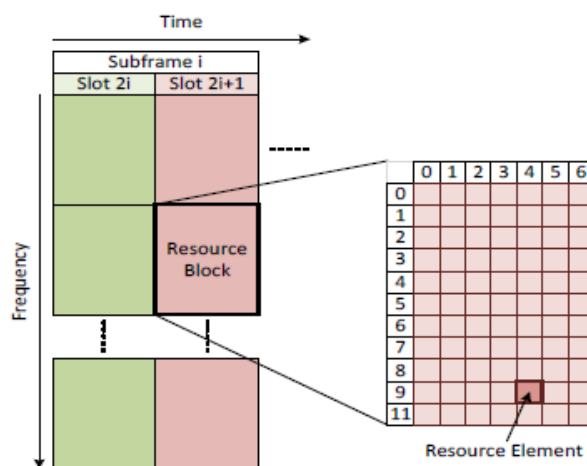 Time
Subframe i
Slot 2i Slot 2i+1
Frequency
Resource
Block
0 1 2 3 4 5 6
0
1
2
3
4
5
6
7
8
9
11
Resource Element